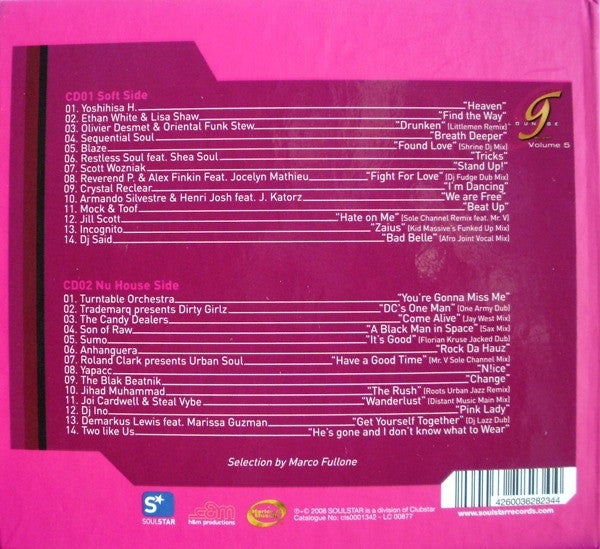 CD01 Soft Side
01. Yoshihisa H. "Heaven"
02. Ethan White & Lisa Shaw "Find the Way"
03. Olivier Desmet & Oriental Funk Stew "Drunken" (Littlemen Remix)
04. Sequential Soul "Breath Deeper"
05. Blaze "Found Love" (Shrine Dj Mix)
06. Restless Soul feat. Shea Soul "Tricks"
07. Scott Wozniak "Stand Up!"
08. Reverend P. & Alex Finkin Feat. Jocelyn Mathieu "Fight For Love" (Dj Fudge Dub Mix)
09. Crystal Reclear "I'm Dancing"
10. Armando Silvestre & Henri Josh feat. J. Katorz "We are Free"
11. Mock & Toof "Beat Up"
12. Jill Scott "Hate on Me" (Sole Channel Remix feat. Mr. V)
13. Incognito "Zaius" (Kid Massive's Funked Up Mix)
14. Dj Said "Bad Belle" (Afro Joint Vocal Mix)
g
LOUNGE
Volume 5
CD02 Nu House Side
01. Turntable Orchestra "You're Gonna Miss Me"
02. Trademarq presents Dirty Girlz "DC's One Man" (One Army Dub)
03. The Candy Dealers "Come Alive" (Jay West Mix)
04. Son of Raw "A Black Man in Space" (Sax Mix)
05. Sumo "It's Good" (Florian Kruse Jacked Dub)
06. Anhanguera "Rock Da Hauz"
07. Roland Clark presents Urban Soul "Have a Good Time" (Mr. V Sole Channel Mix)
08. Yapacc "N!ice"
09. The Blak Beatnik "Change"
10. Jihad Muhammad "The Rush" (Roots Urban Jazz Remix)
11. Joi Cardwell & Steal Vybe "Wanderlust" (Distant Music Main Mix)
12. Dj Ino "Pink Lady"
13. Demarkus Lewis feat. Marissa Guzman "Get Yourself Together" (Dj Lazz Dub)
14. Two like Us "He's gone and I don't know what to Wear"
Selection by Marco Fullone
S
SOULSTAR
n&m productions
℗+© 2008 SOULSTAR is a division of Clubstar
Catalogue No: cls0001342 - LC 00877
4260036282344
www.soulstarrecords.com